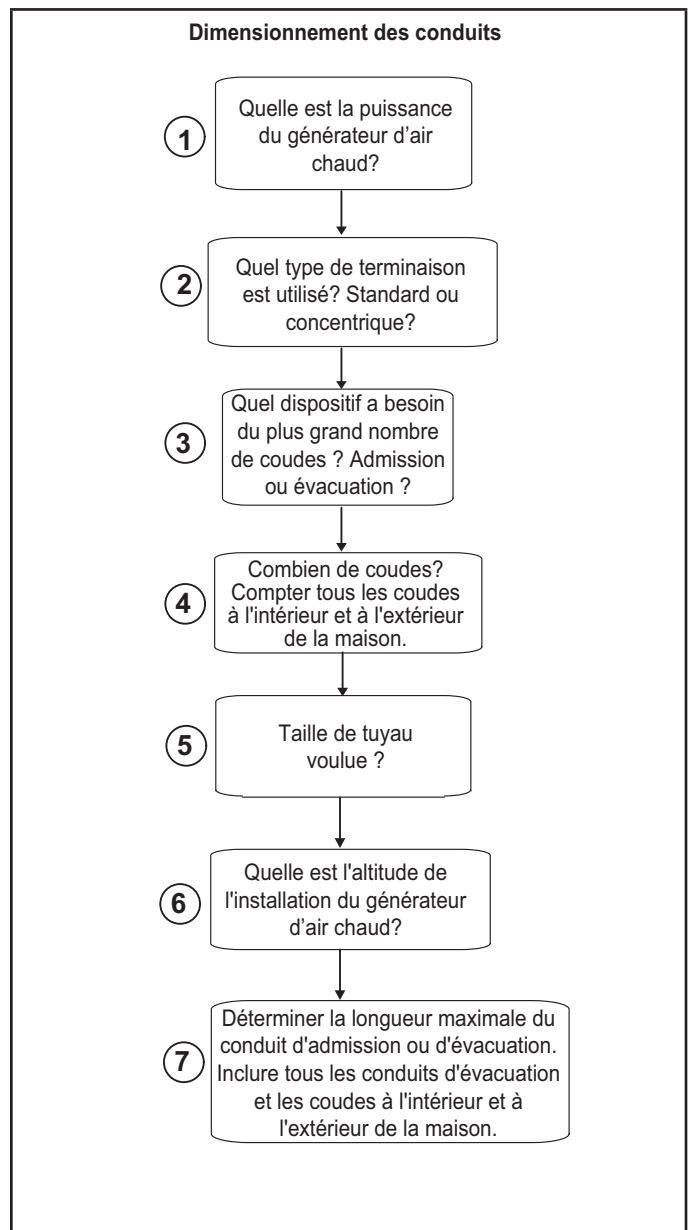 Dimensionnement des conduits
1
Quelle est la puissance
du générateur d’air
chaud?
2
Quel type de terminaison
est utilisé? Standard ou
concentrique?
3
Quel dispositif a besoin
du plus grand nombre
de coudes ? Admission
ou évacuation ?
4
Combien de coudes?
Compter tous les coudes
à l'intérieur et à l'extérieur
de la maison.
5
Taille de tuyau
voulue ?
6
Quelle est l'altitude de
l'installation du générateur
d’air chaud?
7
Déterminer la longueur maximale du
conduit d'admission ou d'évacuation.
Inclure tous les conduits d'évacuation
et les coudes à l'intérieur et à
l'extérieur de la maison.